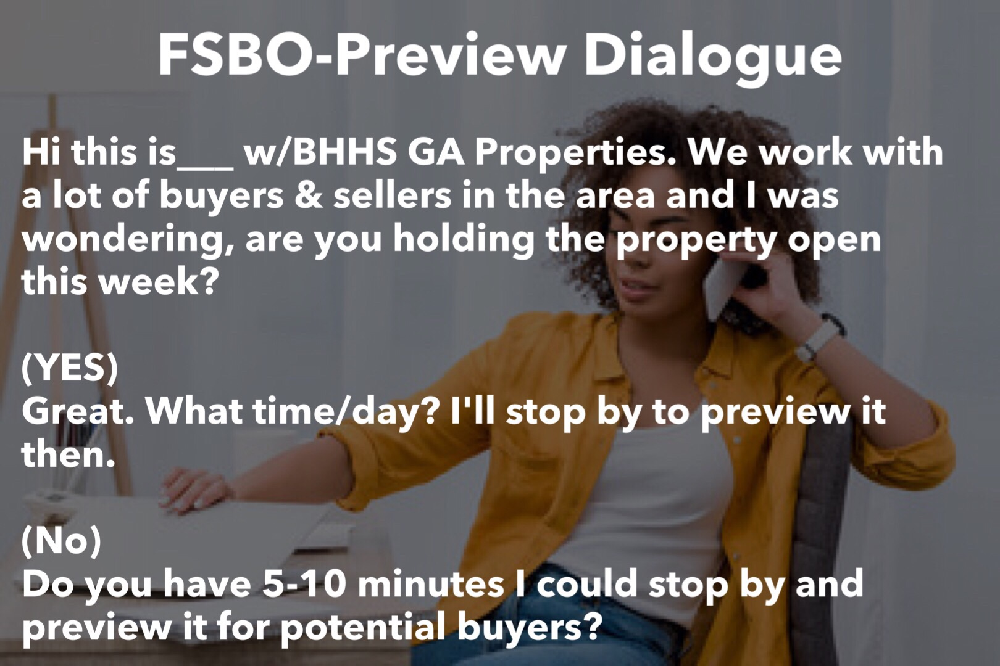 FSBO-Preview Dialogue
Hi this is___ w/BHHS GA Properties. We work with
a lot of buyers & sellers in the area and I was
wondering, are you holding the property open
this week?
(YES)
Great. What time/day? I'll stop by to preview it
then.
(No)
Do you have 5-10 minutes I could stop by and
preview it for potential buyers?